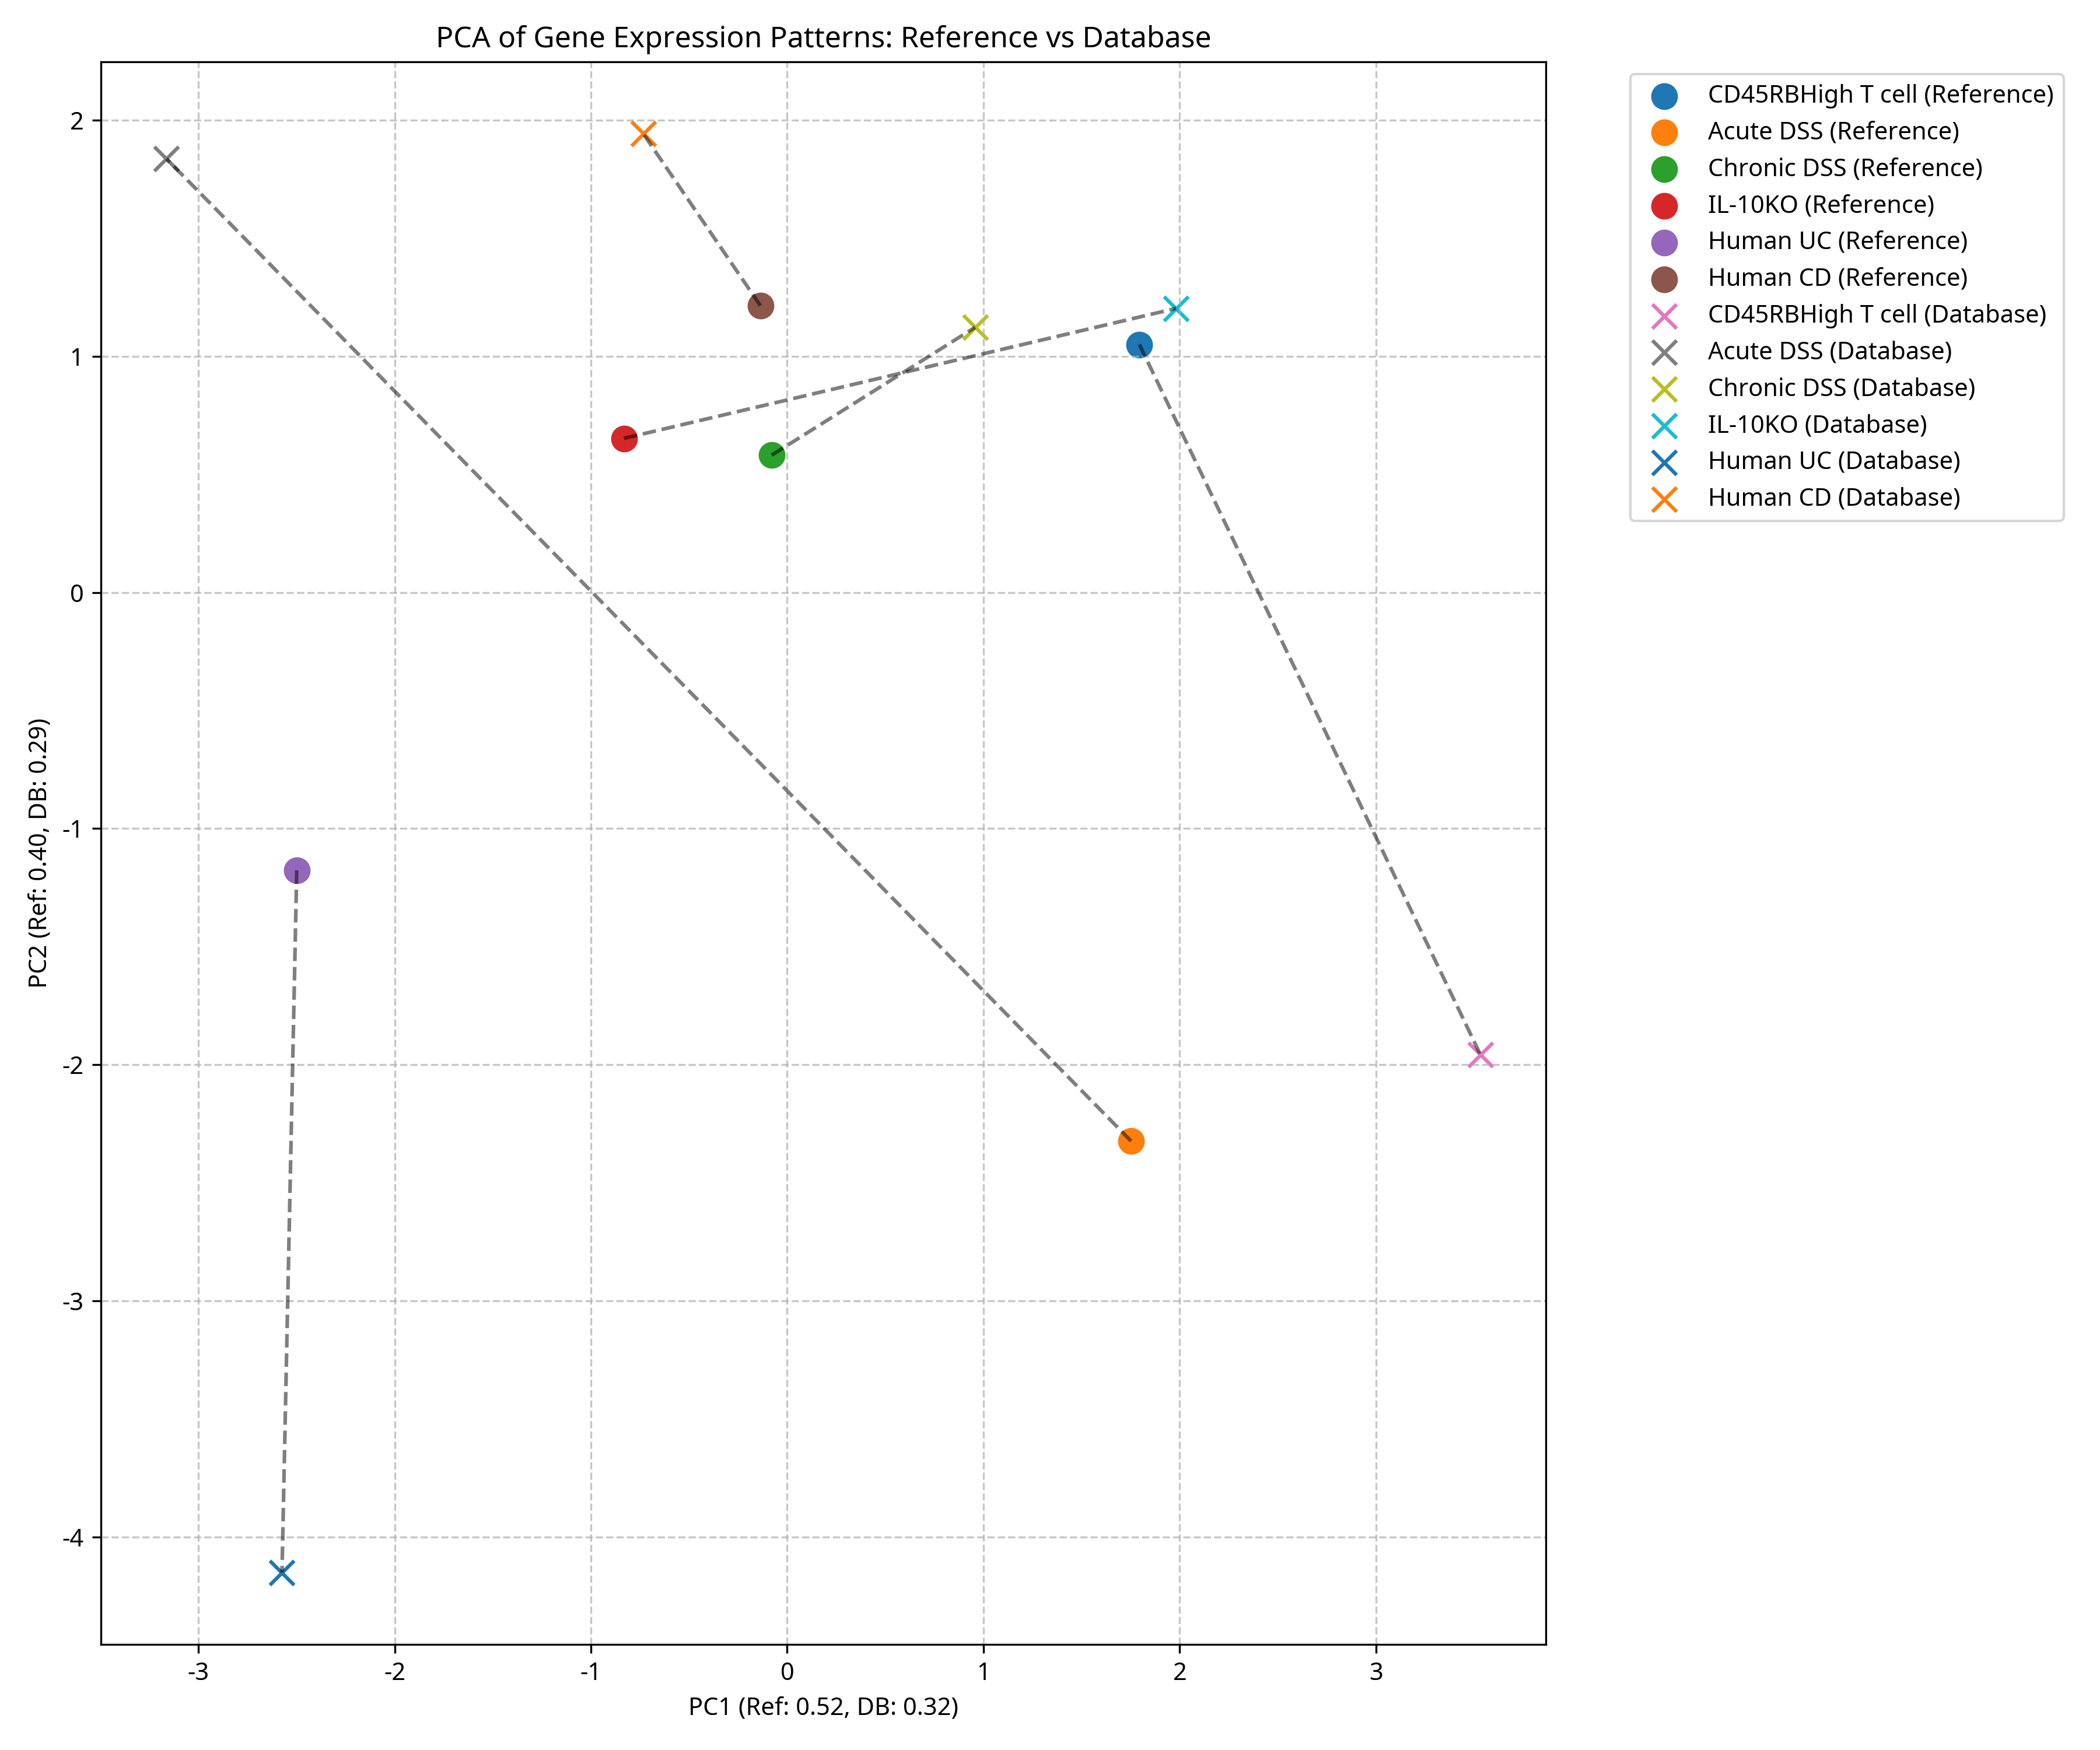 PCA of Gene Expression Patterns: Reference vs Database
2
1
0
-1
-2
-3
-4
PC2 (Ref: 0.40, DB: 0.29)
-3
-2
-1
0
1
2
3
PC1 (Ref: 0.52, DB: 0.32)
CD45RBHigh T cell (Reference)
Acute DSS (Reference)
Chronic DSS (Reference)
IL-10KO (Reference)
Human UC (Reference)
Human CD (Reference)
CD45RBHigh T cell (Database)
Acute DSS (Database)
Chronic DSS (Database)
IL-10KO (Database)
Human UC (Database)
Human CD (Database)